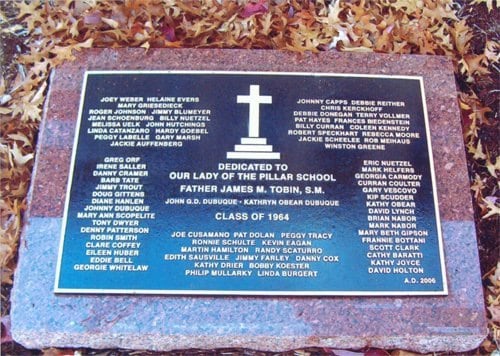 JOEY WEBER HELAINE EVERS
MARY GRIESEDIECK
ROGER JOHNSON JIMMY BLUMEYER
JEAN SCHOENBURG BILLY NUETZEL
MELISSA UELK JOHN HUTCHINGS
LINDA CATANZARO HARDY GOEBEL
PEGGY LABELLE GARY MARSH
JACKIE AUFFENBERG
JOHNNY CAPPS DEBBIE REITHER
CHRIS KERCKHOFF
DEBBIE DONEGAN TERRY VOLLMER
PAT HAYES FRANCES BIEDENSTEIN
BILLY CURRAN COLEEN KENNEDY
ROBERT SPECKHART REBECCA MOORE
JACKIE SCHEELE ROB MEIHAUS
WINSTON GREENE
DEDICATED TO
OUR LADY OF THE PILLAR SCHOOL
FATHER JAMES M. TOBIN, S.M.
JOHN G.D. DUBUQUE - KATHRYN OBEAR DUBUQUE
CLASS OF 1964
GREG ORF
IRENE SALLER
DANNY CRAMER
BARB TATE
JIMMY TROUT
DOUG GITTENS
DIANE HANLEN
JOHNNY DUBUQUE
MARY ANN SCOPELITE
TONY DWYER
DENNY PATTERSON
ROBIN SMITH
CLARE COFFEY
EILEEN HUBER
EDDIE BELL
GEORGIE WHITELAW
JOE CUSAMANO PAT DOLAN PEGGY TRACY
RONNIE SCHULTE KEVIN EAGAN
MARTIN HAMILTON RANDY SCATURRO
EDITH SAUSVILLE JIMMY FARLEY DANNY COX
KATHY DRIER BOBBY KOESTER
PHILIP MULLARKY LINDA BURGERT
ERIC NUETZEL
MARK HELFERS
GEORGIA CARMODY
CURRAN COULTER
GARY VESCOVO
KIP SCUDDER
KATHY OBEAR
DAVID LYNCH
BRIAN NABOR
MARK NABOR
MARY BETH GIPSON
FRANNIE BOTTANI
SCOTT CLARK
CATHY BARATTI
KATHY JOYCE
DAVID HOLTON
A.D. 2006